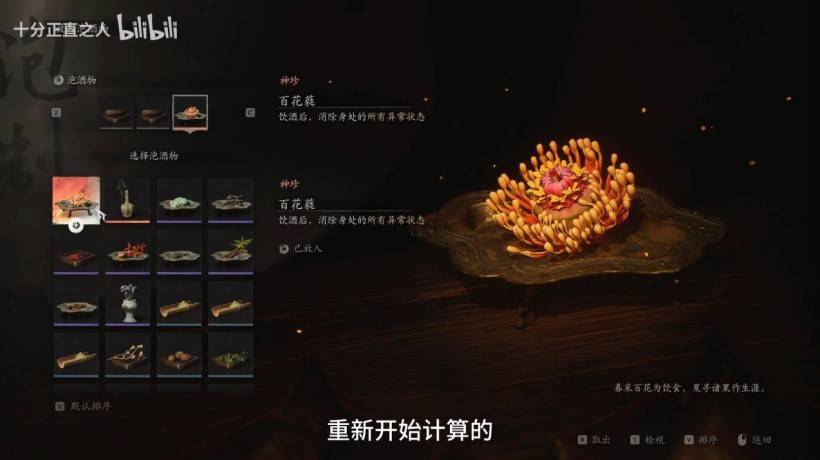 十分正直之人 bilibili
泡制
泡酒物
Z
C
选择泡酒物
神珍
百花蕤
饮酒后，消除身处的所有异常状态
神珍
百花蕤
饮酒后，消除身处的所有异常状态
已放入
春采百花为饮食，夏寻诸果作生涯。
V 默认排序
重新开始计算的
R 取出 T 检视 V 排序 返回